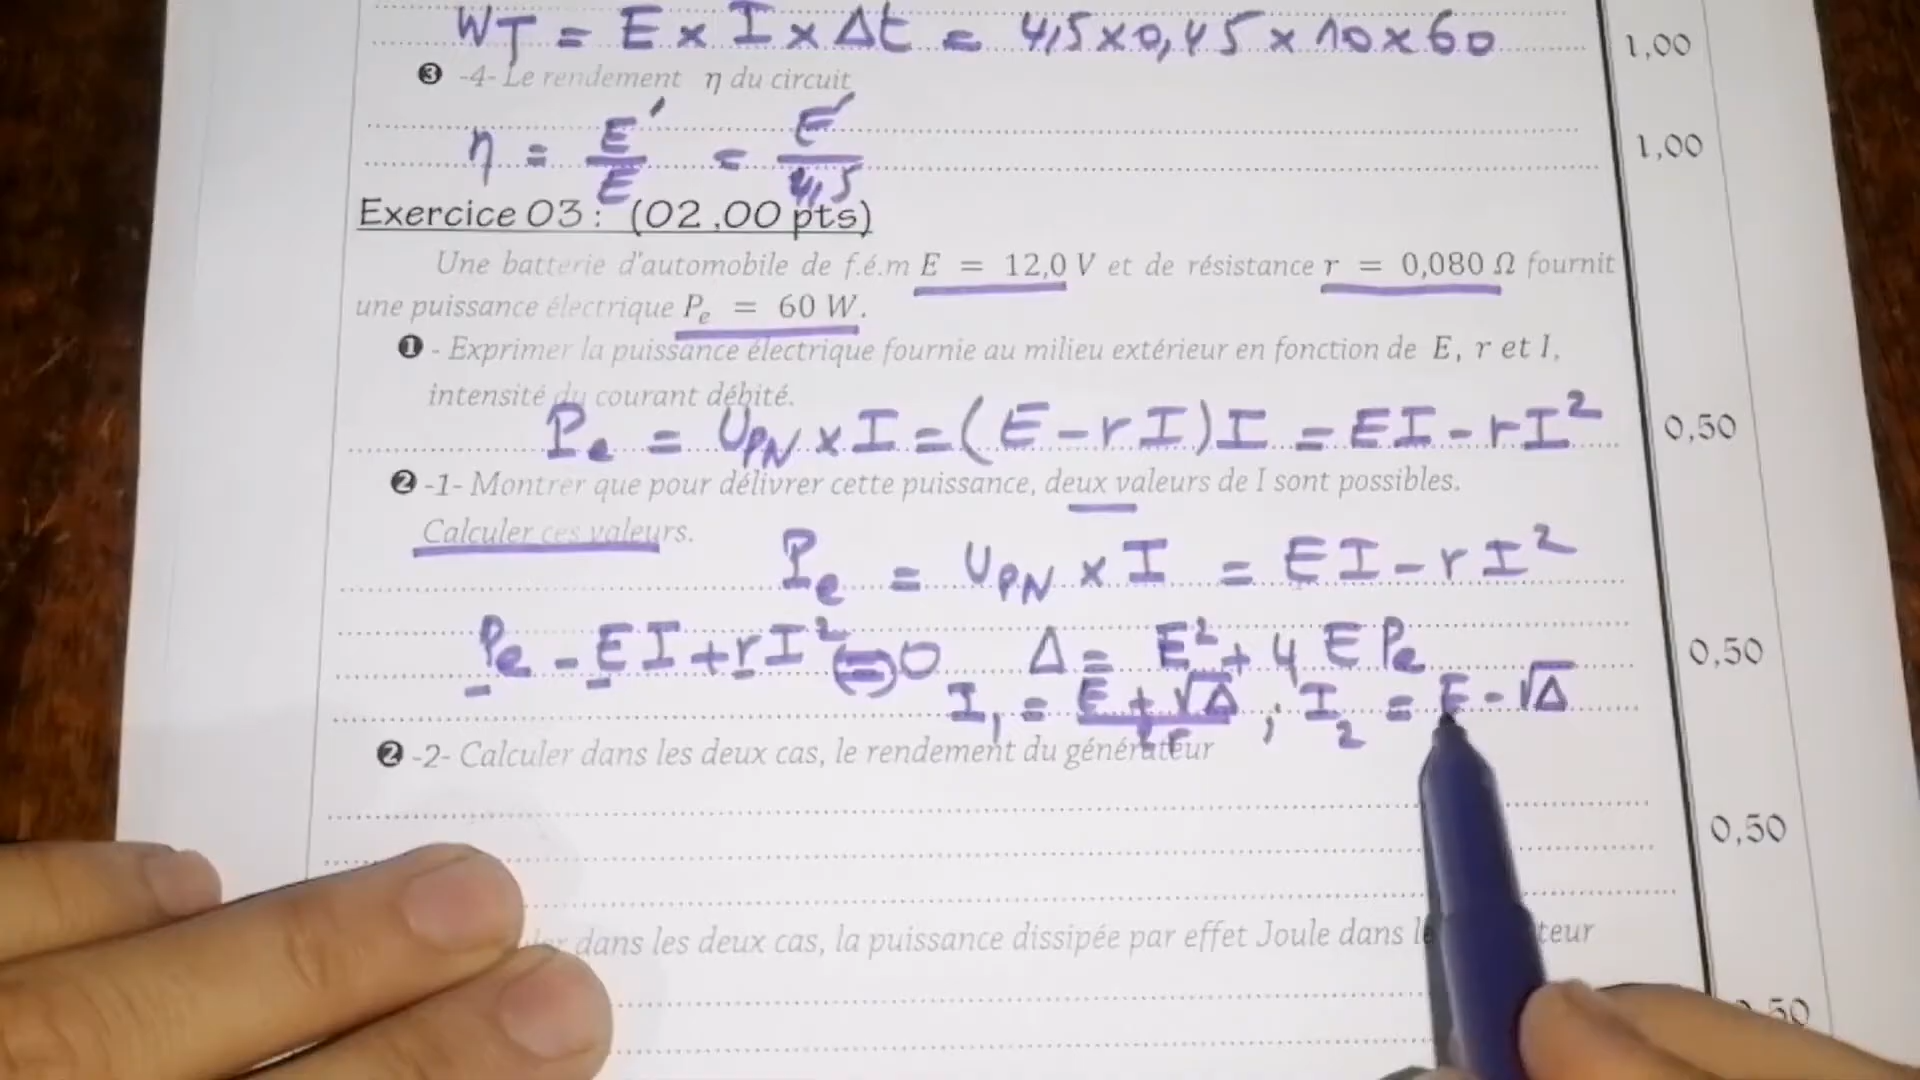 WT = E x I x Δt = 4,5x0,45 x 10x60
1,00
❸ -4- Le rendement η du circuit
η = E'/E = E'/4,5
1,00
Exercice 03 : (02 ,00 pts)
Une batterie d'automobile de f.é.m E = 12,0 V et de résistance r = 0,080 Ω fournit
une puissance électrique Pe = 60 W.
❶ - Exprimer la puissance électrique fournie au milieu extérieur en fonction de E, r et I,
intensité du courant débité.
Pe = UPN x I = (E - rI) I = EI - rI²
0,50
❷ -1- Montrer que pour délivrer cette puissance, deux valeurs de I sont possibles.
Calculer ces valeurs.
Pe = UPN x I = EI - rI²
Pe - EI + rI² = 0 Δ = E² + 4 E Pe
0,50
I1 = E + √Δ / 2r ; I2 = E - √Δ
❷ -2- Calculer dans les deux cas, le rendement du générateur
0,50
dans les deux cas, la puissance dissipée par effet Joule dans
teur
50